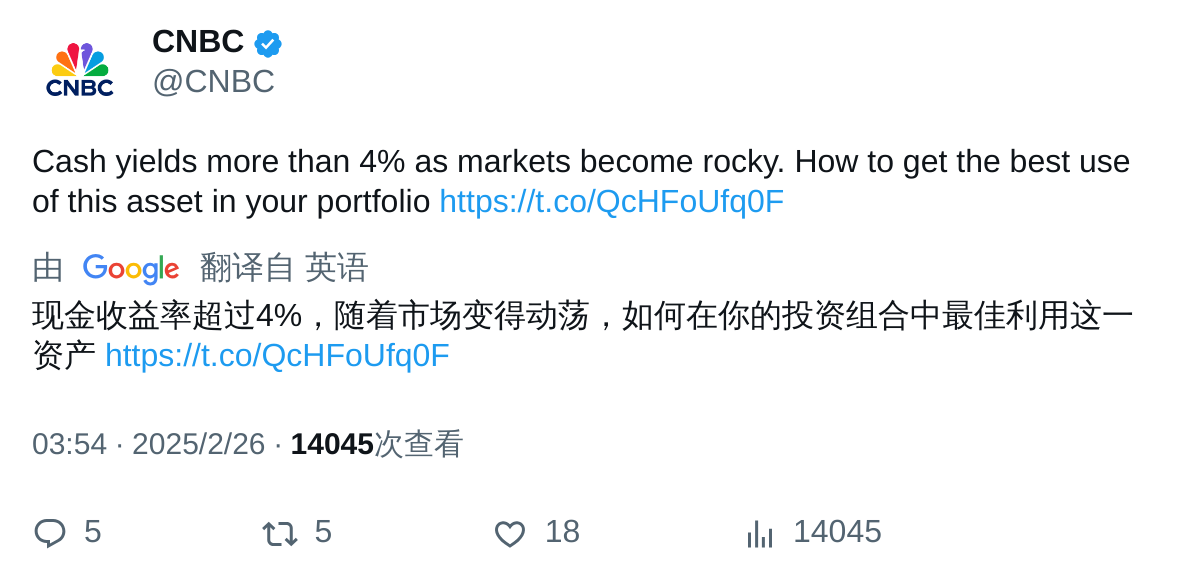 CNBC
CNBC
@CNBC
Cash yields more than 4% as markets become rocky. How to get the best use
of this asset in your portfolio https://t.co/QcHFoUfq0F
由 Google 翻译自 英语
现金收益率超过4%，随着市场变得动荡，如何在你的投资组合中最佳利用这一
资产 https://t.co/QcHFoUfq0F
03:54 · 2025/2/26 · 14045次查看
5 5 18 14045